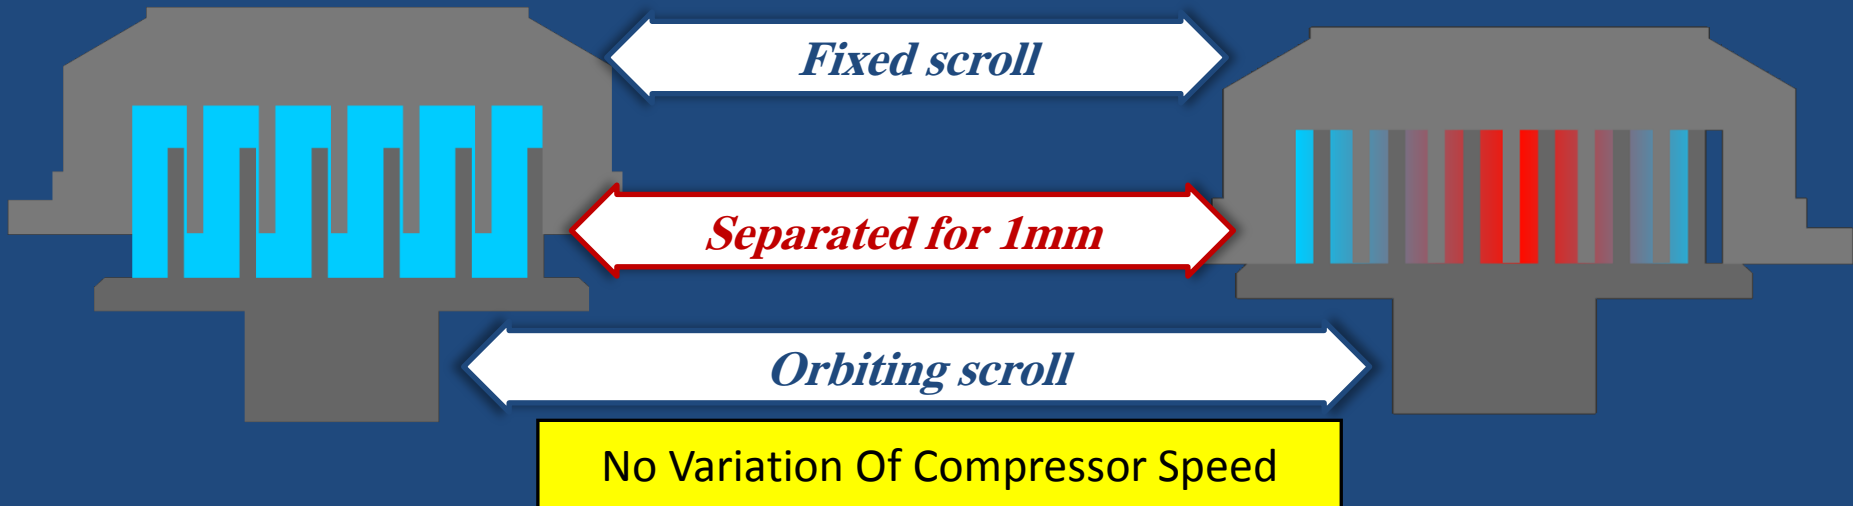 Fixed scroll
Separated for 1mm
Orbiting scroll
No Variation Of Compressor Speed